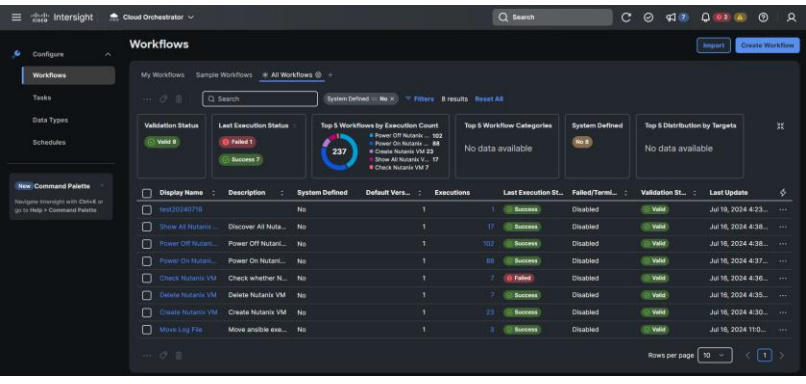 cisco Intersight
Cloud Orchestrator
Search
Configure
Workflows
Tasks
Data Types
Schedules
New Command Palette
Navigate Intersight with Ctrl+K or
go to Help > Command Palette
Workflows
Import
Create Workflow
My Workflows Sample Workflows All Workflows
Search
System Defined : No × Filters 8 results Reset All
Validation Status
Valid 8
Last Execution Status
Failed 1
Success 7
Top 5 Workflows by Execution Count
237
Power Off Nutanix ... 102
Power On Nutanix ... 88
Create Nutanix VM 23
Show All Nutanix V... 17
Check Nutanix VM 7
Top 5 Workflow Categories
No data available
System Defined
No 8
Top 5 Distribution by Targets
No data available
Display Name Description System Defined Default Vers... Executions Last Execution St... Failed/Termi... Validation St... Last Update
test20240719 No 1 1 Success Disabled Valid Jul 19, 2024 4:23...
Show All Nutanix ... Discover All Nuta... No 1 17 Success Disabled Valid Jul 16, 2024 4:38...
Power Off Nutani... Power Off Nutani... No 1 102 Success Disabled Valid Jul 16, 2024 4:38...
Power On Nutani... Power On Nutani... No 1 88 Success Disabled Valid Jul 16, 2024 4:37...
Check Nutanix VM Check whether N... No 1 7 Failed Disabled Valid Jul 16, 2024 4:36...
Delete Nutanix VM Delete Nutanix VM No 1 7 Success Disabled Valid Jul 16, 2024 4:35...
Create Nutanix VM Create Nutanix VM No 1 23 Success Disabled Valid Jul 16, 2024 4:30...
Move Log File Move ansible exe... No 1 3 Success Disabled Valid Jul 16, 2024 11:0...
Rows per page 10 1